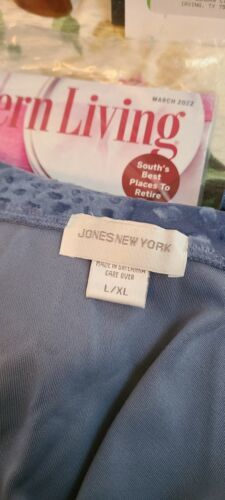 IRVING, TX
MARCH 2022
ern Living
South's
Best
Places To
Retire
JONES NEW YORK
MADE IN
CARE OVER
L/XL